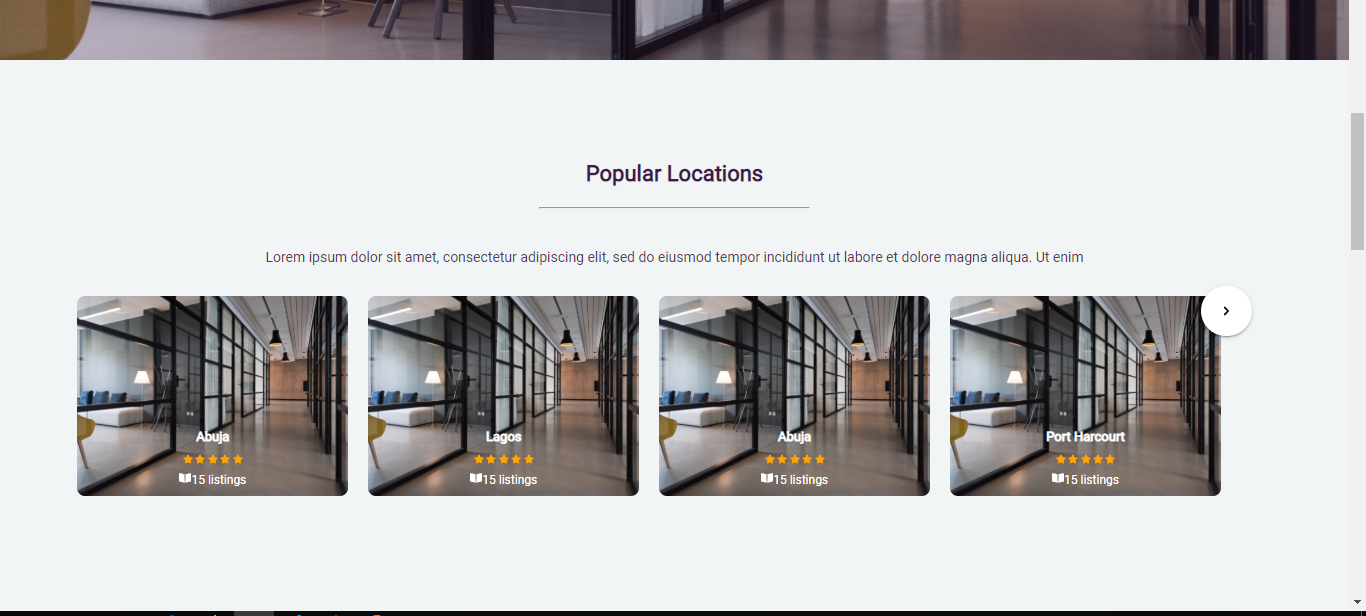 Popular Locations
Lorem ipsum dolor sit amet, consectetur adipiscing elit, sed do eiusmod tempor incididunt ut labore et dolore magna aliqua. Ut enim
Abuja
15 listings
Lagos
15 listings
Abuja
15 listings
Port Harcourt
15 listings